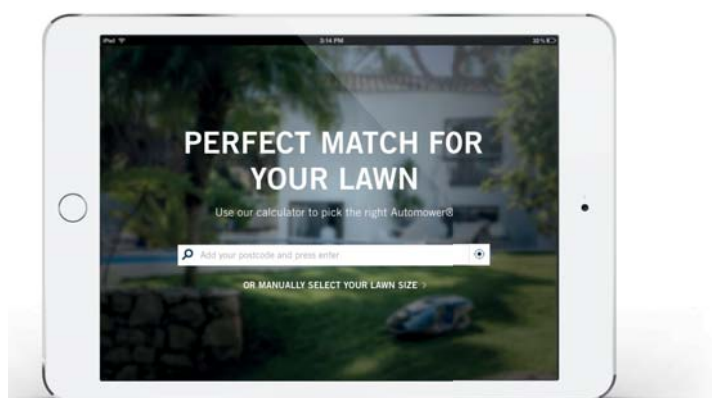 iPad
3:14 PM
33 %
PERFECT MATCH FOR
YOUR LAWN
Use our calculator to pick the right Automower®
Add your postcode and press enter
OR MANUALLY SELECT YOUR LAWN SIZE >